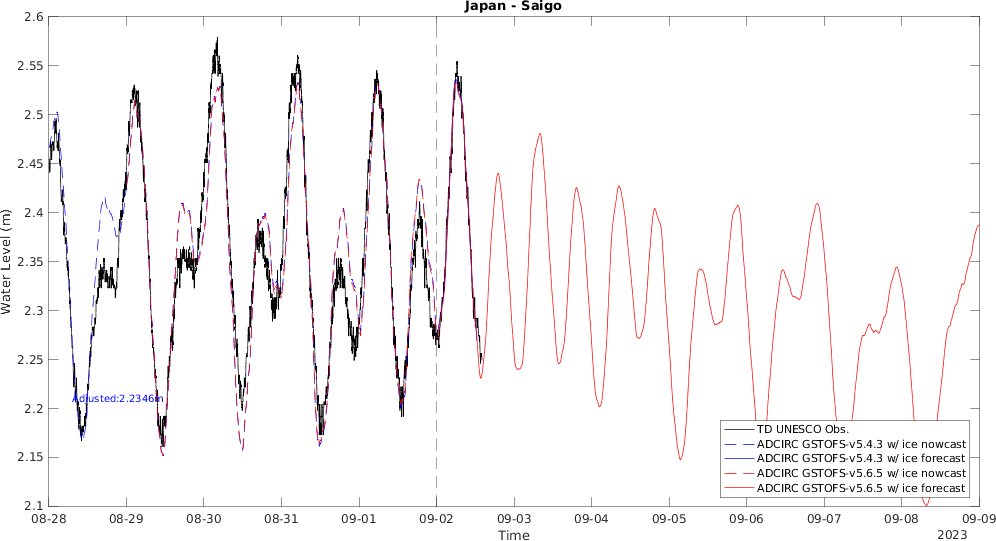 Japan - Saigo
2.6
2.55
2.5
2.45
2.4
2.35
2.3
2.25
2.2
2.15
2.1
Water Level (m)
Adjusted:2.2346m
TD UNESCO Obs.
ADCIRC GSTOFS-v5.4.3 w/ ice nowcast
ADCIRC GSTOFS-v5.4.3 w/ ice forecast
ADCIRC GSTOFS-v5.6.5 w/ ice nowcast
ADCIRC GSTOFS-v5.6.5 w/ ice forecast
08-28 08-29 08-30 08-31 09-01 09-02 09-03 09-04 09-05 09-06 09-07 09-08 09-09
Time
2023